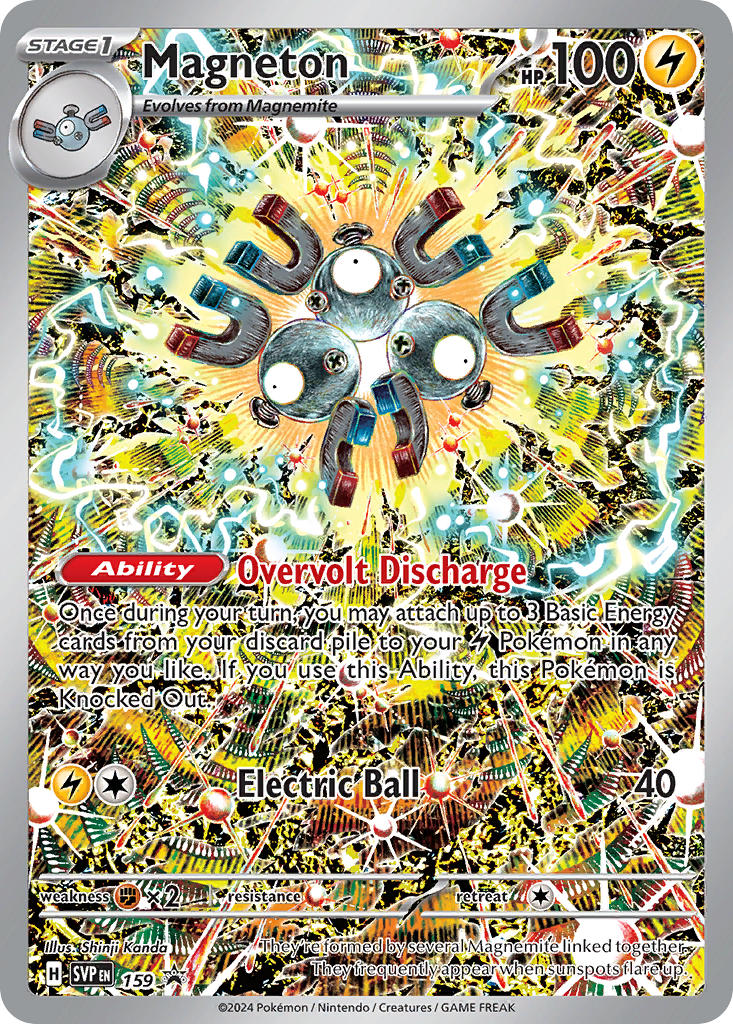 STAGE1
Magneton
HP 100
Evolves from Magnemite
Ability Overvolt Discharge
Once during your turn, you may attach up to 3 Basic Energy
cards from your discard pile to your Pokémon in any
way you like. If you use this Ability, this Pokémon is
Knocked Out.
Electric Ball 40
weakness ×2 resistance retreat
Illus. Shinji Kanda
They're formed by several Magnemite linked together.
They frequently appear when sunspots flare up.
H SVP EN 159
©2024 Pokémon / Nintendo / Creatures / GAME FREAK